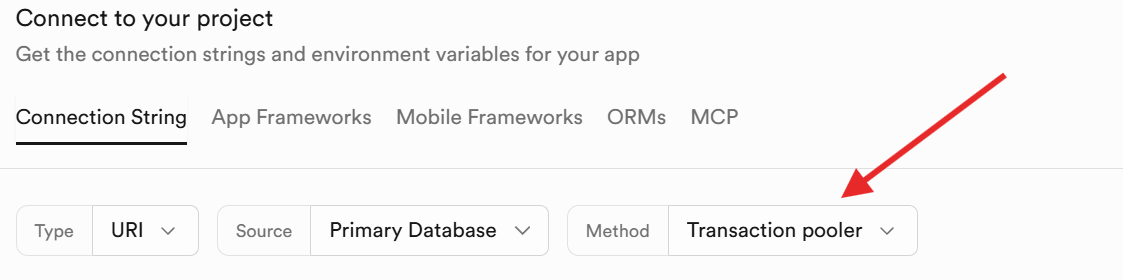 Connect to your project
Get the connection strings and environment variables for your app
Connection String App Frameworks Mobile Frameworks ORMs MCP
Type URI Source Primary Database Method Transaction pooler